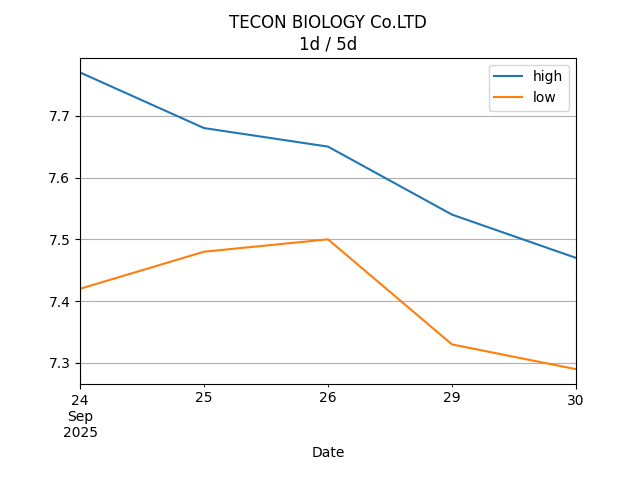 TECON BIOLOGY Co.LTD
1d / 5d
high
low
7.7
7.6
7.5
7.4
7.3
24 25 26 29 30
Sep
2025
Date